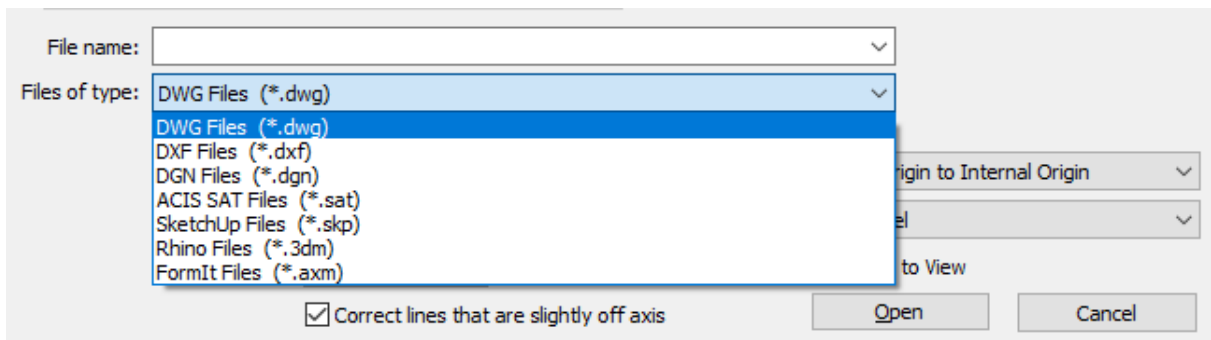 File name:
Files of type: DWG Files (*.dwg)
DWG Files (*.dwg)
DXF Files (*.dxf)
DGN Files (*.dgn)
ACIS SAT Files (*.sat)
SketchUp Files (*.skp)
Rhino Files (*.3dm)
FormIt Files (*.axm)
rigin to Internal Origin
el
to View
Correct lines that are slightly off axis
Open Cancel